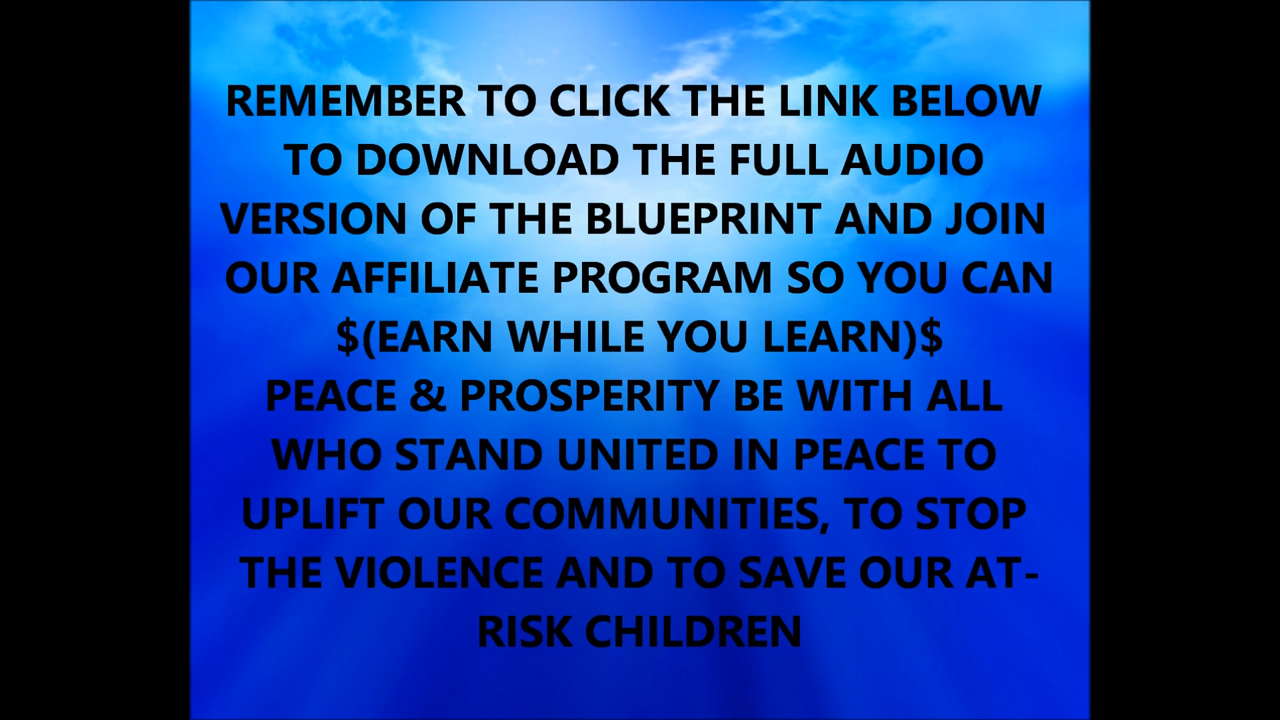 REMEMBER TO CLICK THE LINK BELOW
TO DOWNLOAD THE FULL AUDIO
VERSION OF THE BLUEPRINT AND JOIN
OUR AFFILIATE PROGRAM SO YOU CAN
$(EARN WHILE YOU LEARN)$
PEACE & PROSPERITY BE WITH ALL
WHO STAND UNITED IN PEACE TO
UPLIFT OUR COMMUNITIES, TO STOP
THE VIOLENCE AND TO SAVE OUR AT-
RISK CHILDREN